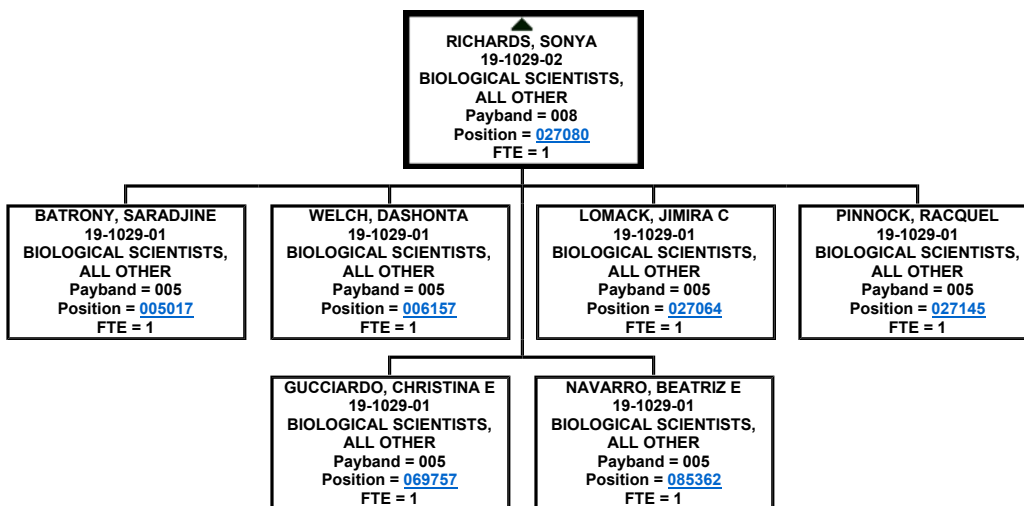 RICHARDS, SONYA
19-1029-02
BIOLOGICAL SCIENTISTS,
ALL OTHER
Payband = 008
Position = 027080
FTE = 1
BATRONY, SARADJINE
19-1029-01
BIOLOGICAL SCIENTISTS,
ALL OTHER
Payband = 005
Position = 005017
FTE = 1
WELCH, DASHONTA
19-1029-01
BIOLOGICAL SCIENTISTS,
ALL OTHER
Payband = 005
Position = 006157
FTE = 1
LOMACK, JIMIRA C
19-1029-01
BIOLOGICAL SCIENTISTS,
ALL OTHER
Payband = 005
Position = 027064
FTE = 1
PINNOCK, RACQUEL
19-1029-01
BIOLOGICAL SCIENTISTS,
ALL OTHER
Payband = 005
Position = 027145
FTE = 1
GUCCIARDO, CHRISTINA E
19-1029-01
BIOLOGICAL SCIENTISTS,
ALL OTHER
Payband = 005
Position = 069757
FTE = 1
NAVARRO, BEATRIZ E
19-1029-01
BIOLOGICAL SCIENTISTS,
ALL OTHER
Payband = 005
Position = 085362
FTE = 1